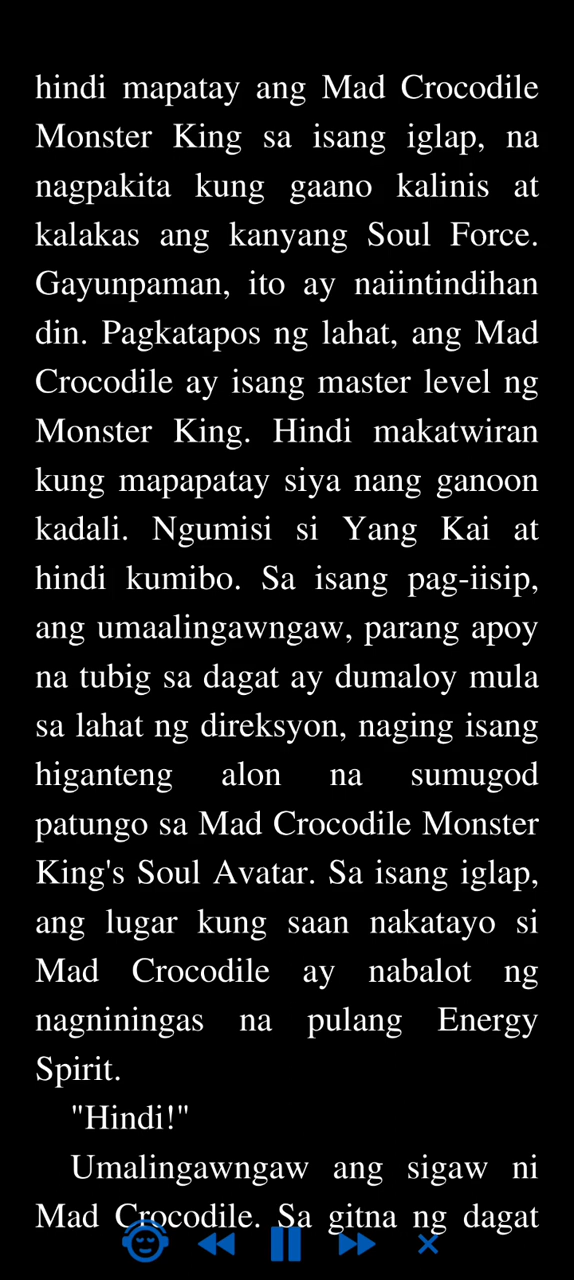 hindi mapatay ang Mad Crocodile
Monster King sa isang iglap, na
nagpakita kung gaano kalinis at
kalakas ang kanyang Soul Force.
Gayunpaman, ito ay naiintindihan
din. Pagkatapos ng lahat, ang Mad
Crocodile ay isang master level ng
Monster King. Hindi makatwiran
kung mapapatay siya nang ganoon
kadali. Ngumisi si Yang Kai at
hindi kumibo. Sa isang pag-iisip,
ang umaalingawngaw, parang apoy
na tubig sa dagat ay dumaloy mula
sa lahat ng direksyon, naging isang
higanteng alon na sumugod
patungo sa Mad Crocodile Monster
King's Soul Avatar. Sa isang iglap,
ang lugar kung saan nakatayo si
Mad Crocodile ay nabalot ng
nagniningas na pulang Energy
Spirit.
"Hindi!"
Umalingawngaw ang sigaw ni
Mad Crocodile. Sa gitna ng dagat